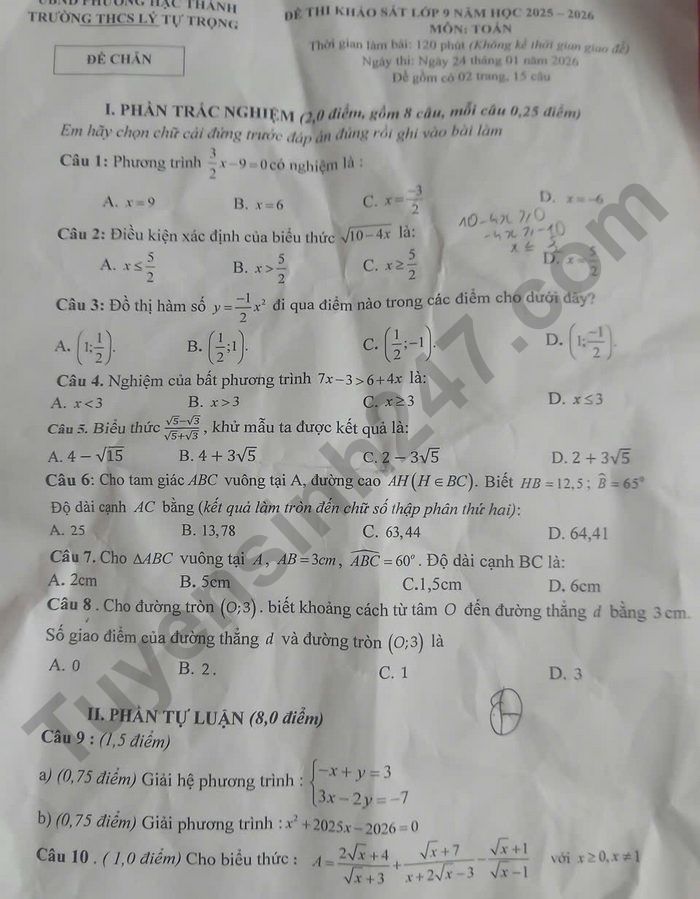 UBND PHƯỜNG HẠC THÀNH
TRƯỜNG THCS LÝ TỰ TRỌNG
ĐỀ CHẴN
ĐỀ THI KHẢO SÁT LỚP 9 NĂM HỌC 2025 – 2026
MÔN: TOÁN
Thời gian làm bài: 120 phút (Không kể thời gian giao đề)
Ngày thi: Ngày 24 tháng 01 năm 2026
Đề gồm có 02 trang, 15 câu
I. PHẦN TRẮC NGHIỆM (2,0 điểm, gồm 8 câu, mỗi câu 0,25 điểm)
Em hãy chọn chữ cái đứng trước đáp án đúng rồi ghi vào bài làm
Câu 1: Phương trình 3/2 x − 9 = 0 có nghiệm là :
A. x = 9 B. x = 6 C. x = −3/2 D. x = −6
10 − 4x ≥ 0
− 4x ≥ −10
x ≤
Câu 2: Điều kiện xác định của biểu thức √(10 − 4x) là:
A. x ≤ 5/2 B. x > 5/2 C. x ≥ 5/2 D. x = 5/2
Câu 3: Đồ thị hàm số y = −1/2 x² đi qua điểm nào trong các điểm cho dưới đây?
A. (1; 1/2). B. (1/2; 1). C. (1/2; −1). D. (1; −1/2).
Câu 4. Nghiệm của bất phương trình 7x − 3 > 6 + 4x là:
A. x < 3 B. x > 3 C. x ≥ 3 D. x ≤ 3
Câu 5. Biểu thức (√5−√3)/(√5+√3) , khử mẫu ta được kết quả là:
A. 4 − √15 B. 4 + 3√5 C. 2 − 3√5 D. 2 + 3√5
Câu 6: Cho tam giác ABC vuông tại A, đường cao AH (H ∈ BC). Biết HB = 12,5 ; B̂ = 65°
Độ dài cạnh AC bằng (kết quả làm tròn đến chữ số thập phân thứ hai):
A. 25 B. 13,78 C. 63,44 D. 64,41
Câu 7. Cho ΔABC vuông tại A, AB = 3cm, ABC = 60° . Độ dài cạnh BC là:
A. 2cm B. 5cm C.1,5cm D. 6cm
Câu 8 . Cho đường tròn (O;3) . biết khoảng cách từ tâm O đến đường thẳng d bằng 3 cm.
Số giao điểm của đường thẳng d và đường tròn (O;3) là
A. 0 B. 2 . C. 1 D. 3
II. PHẦN TỰ LUẬN (8,0 điểm)
Câu 9 : (1,5 điểm)
a) (0,75 điểm) Giải hệ phương trình : { −x + y = 3
3x − 2y = −7
b) (0,75 điểm) Giải phương trình : x² + 2025x − 2026 = 0
Câu 10 . ( 1,0 điểm) Cho biểu thức : A = (2√x + 4)/(√x + 3) + (√x + 7)/(x + 2√x − 3) − (√x + 1)/(√x − 1) với x ≥ 0, x ≠ 1
Tuyensinh247.com